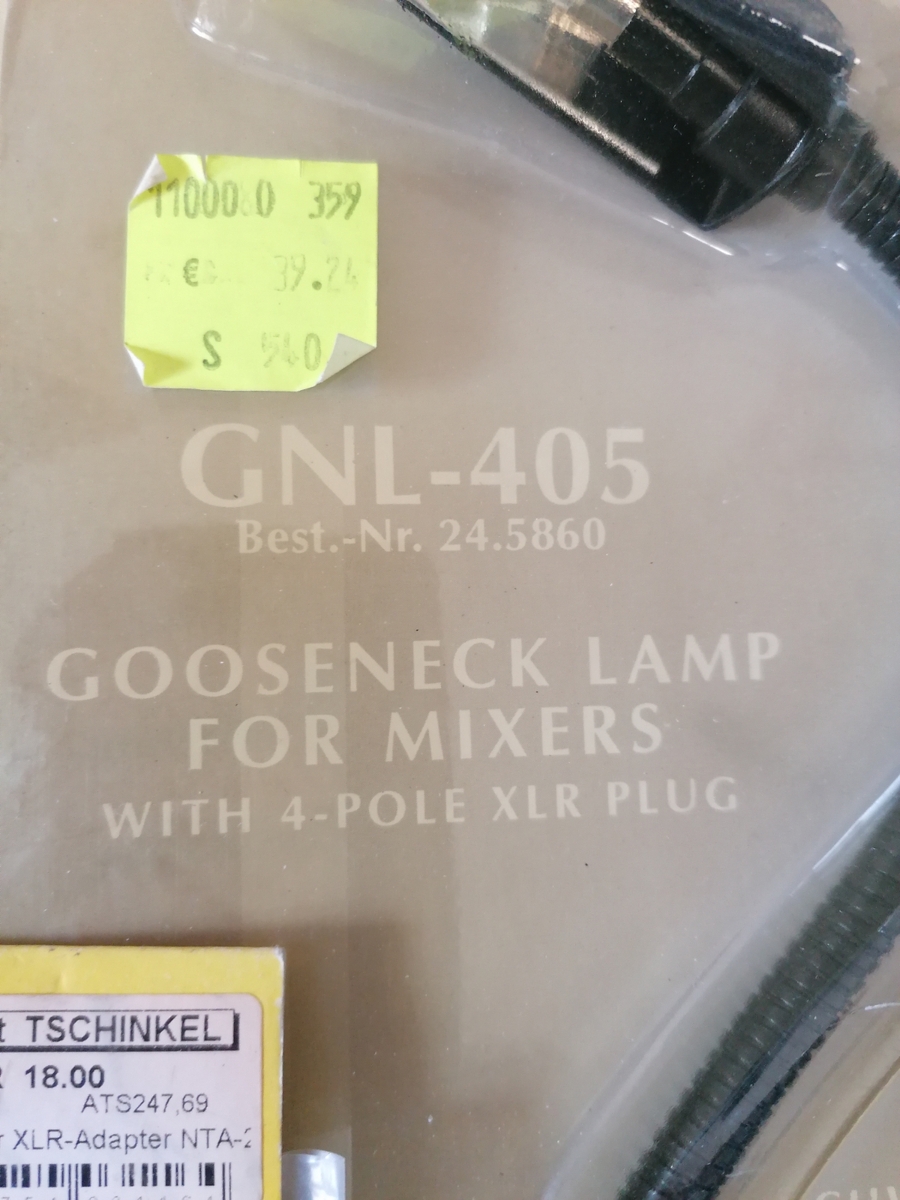 359
€ 39.24
S 540
GNL-405
Best.-Nr. 24.5860
GOOSENECK LAMP
FOR MIXERS
WITH 4-POLE XLR PLUG
TSCHINKEL
18.00
ATS247,69
XLR-Adapter NTA-